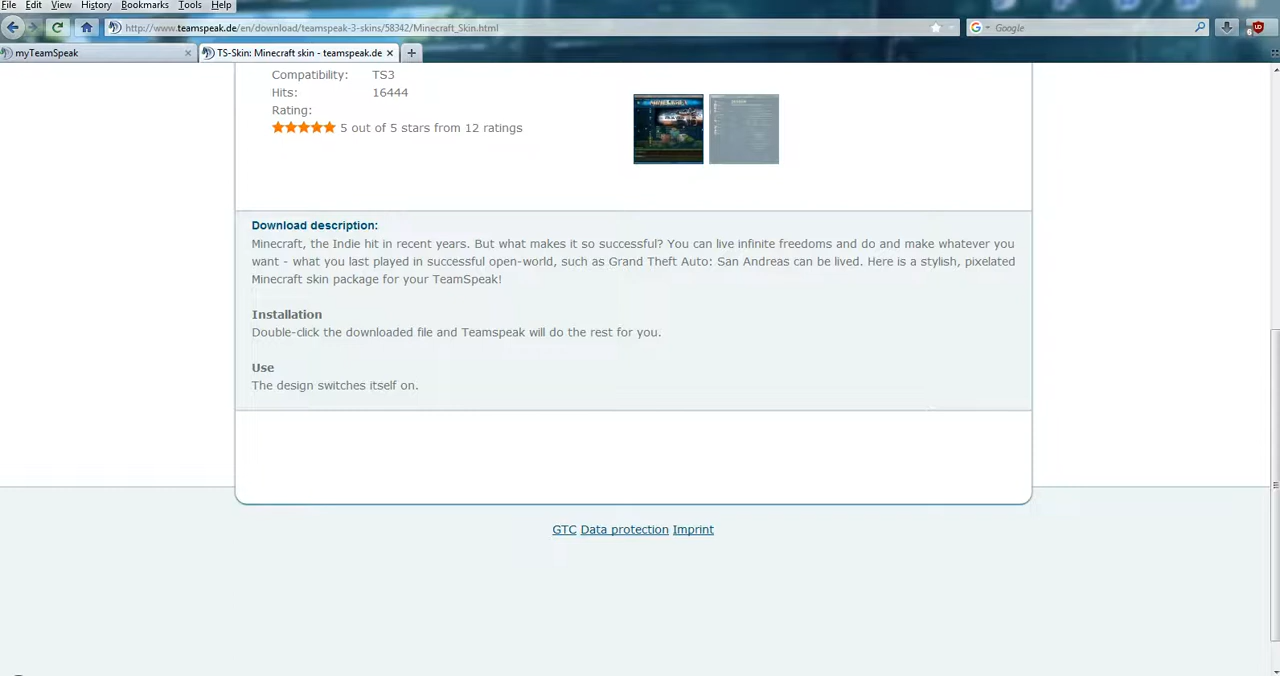 File Edit View History Bookmarks Tools Help
http://www.teamspeak.de/en/download/teamspeak-3-skins/58342/Minecraft_Skin.html
Google
myTeamSpeak
TS-Skin: Minecraft skin - teamspeak.de
Compatibility: TS3
Hits: 16444
Rating:
5 out of 5 stars from 12 ratings
Download description:
Minecraft, the Indie hit in recent years. But what makes it so successful? You can live infinite freedoms and do and make whatever you
want - what you last played in successful open-world, such as Grand Theft Auto: San Andreas can be lived. Here is a stylish, pixelated
Minecraft skin package for your TeamSpeak!
Installation
Double-click the downloaded file and Teamspeak will do the rest for you.
Use
The design switches itself on.
GTC Data protection Imprint